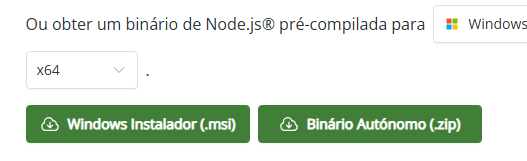 Ou obter um binário de Node.js® pré-compilada para Windows
x64 .
Windows Instalador (.msi) Binário Autónomo (.zip)